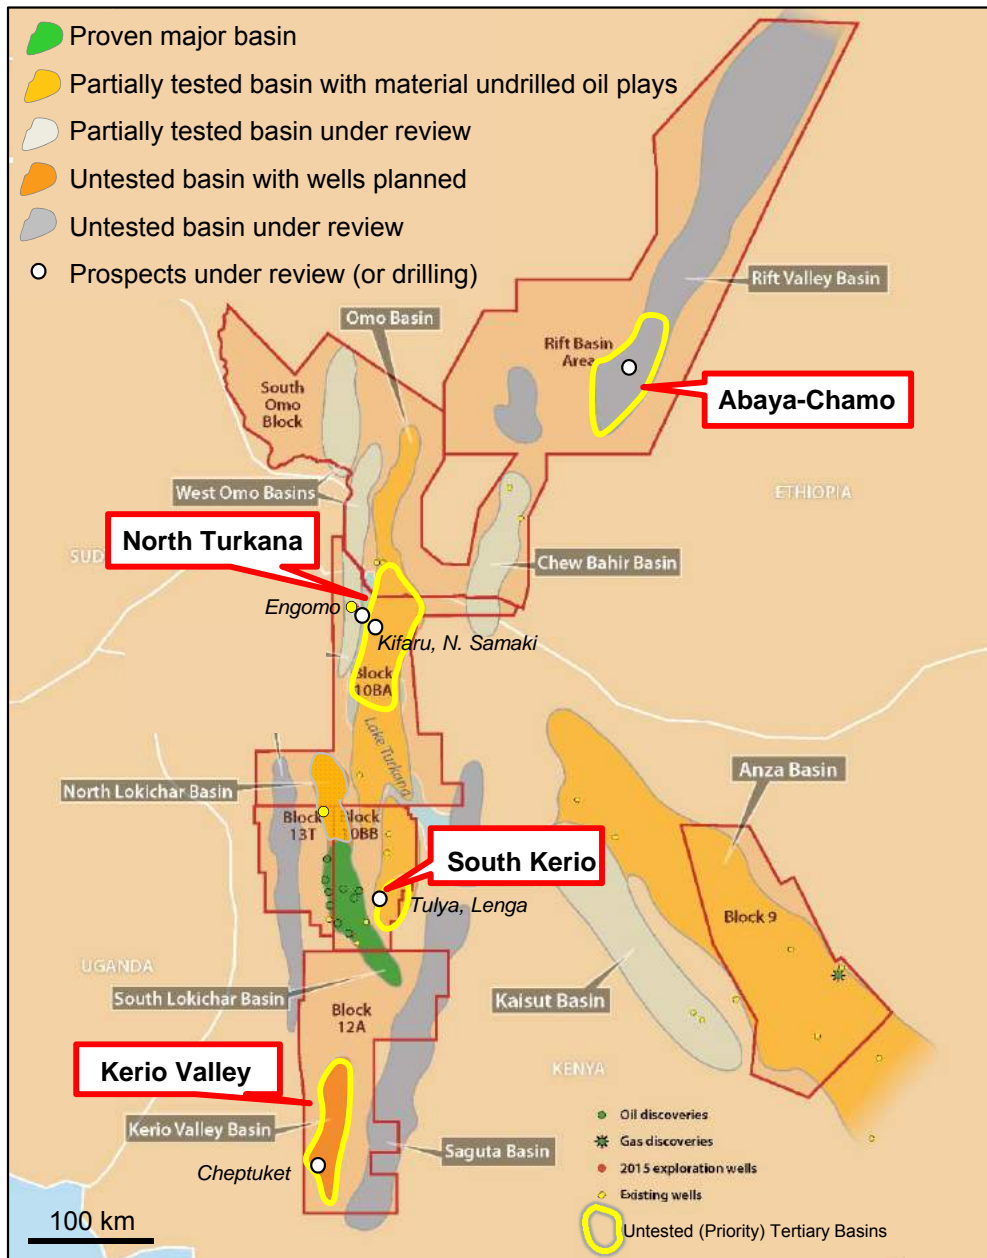 Proven major basin
Partially tested basin with material undrilled oil plays
Partially tested basin under review
Untested basin with wells planned
Untested basin under review
Prospects under review (or drilling)
Rift Valley Basin
Omo Basin
Rift Basin
Area
South
Omo
Block
Abaya-Chamo
West Omo Basins
ETHIOPIA
North Turkana
SUD
Chew Bahir Basin
Engomo
Kifaru, N. Samaki
Block
10BA
Lake Turkana
North Lokichar Basin
Anza Basin
Block
13T
Block
10BB
South Kerio
Tulya, Lenga
Block 9
UGANDA
South Lokichar Basin
Kaisut Basin
Block
12A
Kerio Valley
KENYA
Kerio Valley Basin
Saguta Basin
Cheptuket
Oil discoveries
Gas discoveries
2015 exploration wells
Existing wells
Untested (Priority) Tertiary Basins
100 km